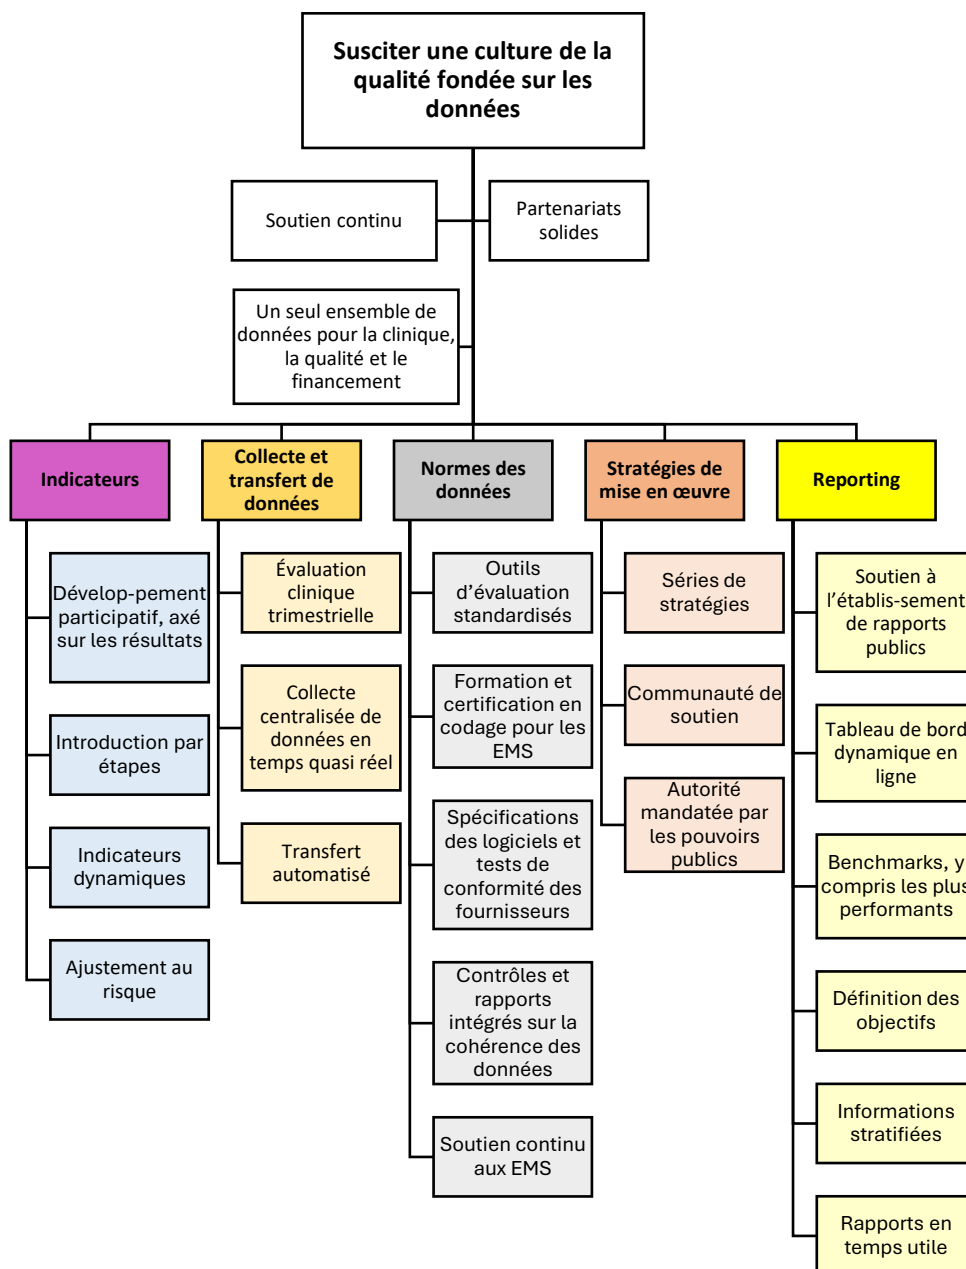 Susciter une culture de la
qualité fondée sur les
données
Soutien continu
Partenariats
solides
Un seul ensemble de
données pour la clinique,
la qualité et le
financement
Indicateurs
Collecte et
transfert de
données
Normes des
données
Stratégies de
mise en œuvre
Reporting
Dévelop-pement
participatif, axé
sur les résultats
Introduction par
étapes
Indicateurs
dynamiques
Ajustement au
risque
Évaluation
clinique
trimestrielle
Collecte
centralisée de
données en
temps quasi réel
Transfert
automatisé
Outils
d'évaluation
standardisés
Formation et
certification en
codage pour les
EMS
Spécifications
des logiciels et
tests de
conformité des
fournisseurs
Contrôles et
rapports
intégrés sur la
cohérence des
données
Soutien continu
aux EMS
Séries de
stratégies
Communauté de
soutien
Autorité
mandatée par
les pouvoirs
publics
Soutien à
l'établis-sement
de rapports
publics
Tableau de bord
dynamique en
ligne
Benchmarks, y
compris les plus
performants
Définition des
objectifs
Informations
stratifiées
Rapports en
temps utile